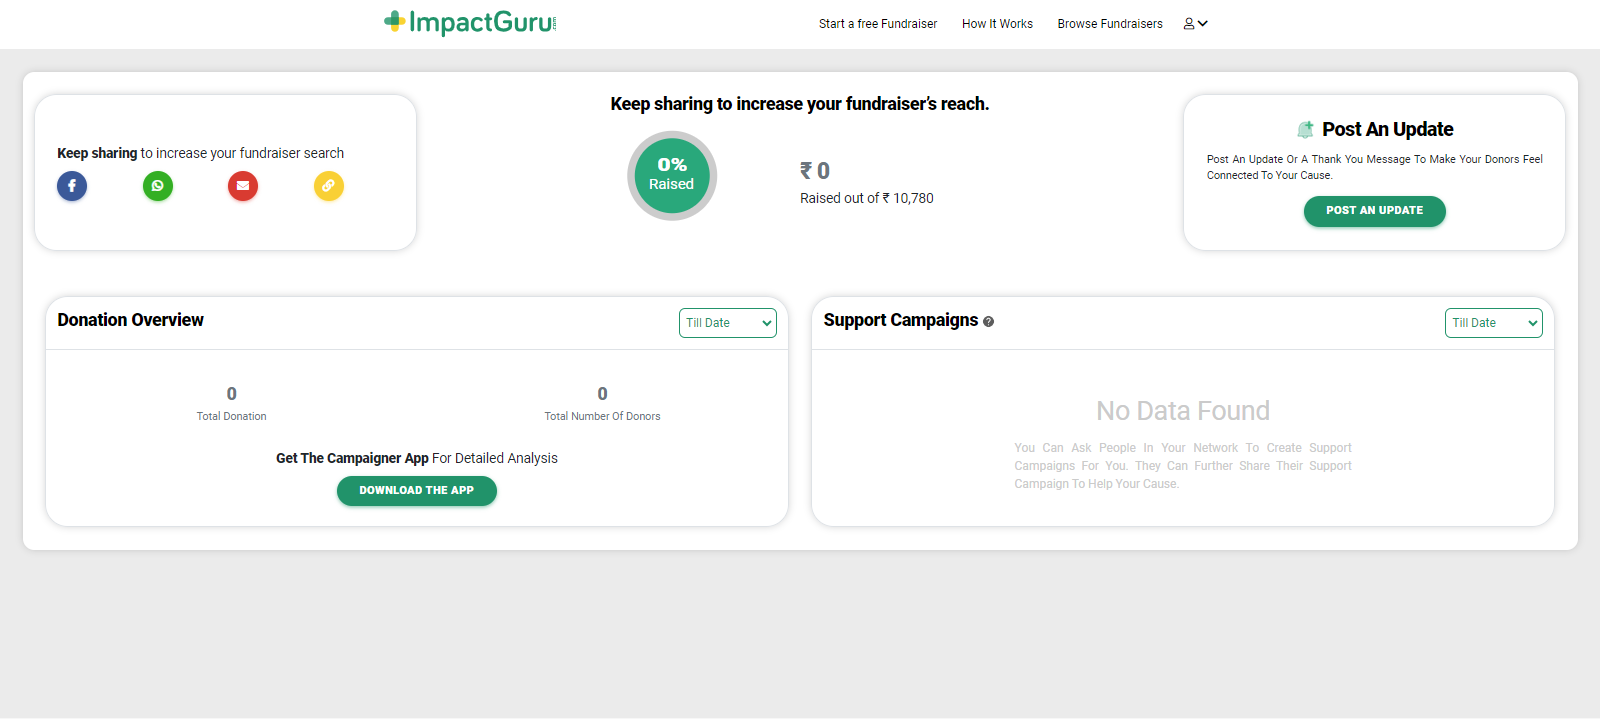 ImpactGuru.com
Start a free Fundraiser
How It Works
Browse Fundraisers
Keep sharing to increase your fundraiser search
Keep sharing to increase your fundraiser’s reach.
0%
Raised
₹ 0
Raised out of ₹ 10,780
Post An Update
Post An Update Or A Thank You Message To Make Your Donors Feel
Connected To Your Cause.
POST AN UPDATE
Donation Overview
Till Date
0
Total Donation
0
Total Number Of Donors
Get The Campaigner App For Detailed Analysis
DOWNLOAD THE APP
Support Campaigns ?
Till Date
No Data Found
You Can Ask People In Your Network To Create Support
Campaigns For You. They Can Further Share Their Support
Campaign To Help Your Cause.